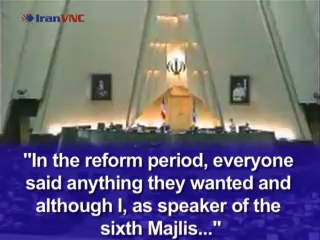 IranVNC
"In the reform period, everyone
said anything they wanted and
although I, as speaker of the
sixth Majlis..."